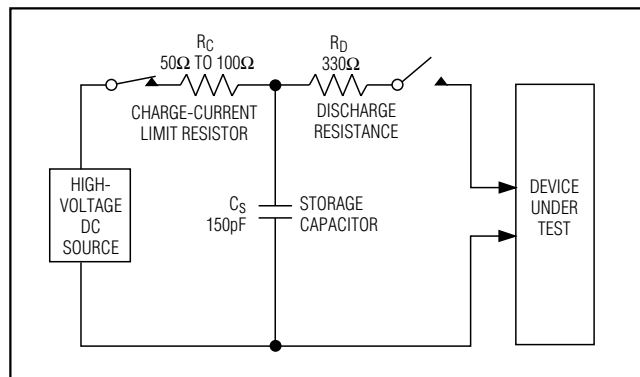 RC
50Ω TO 100Ω
CHARGE-CURRENT
LIMIT RESISTOR
RD
330Ω
DISCHARGE
RESISTANCE
HIGH-
VOLTAGE
DC
SOURCE
CS
150pF
STORAGE
CAPACITOR
DEVICE
UNDER
TEST